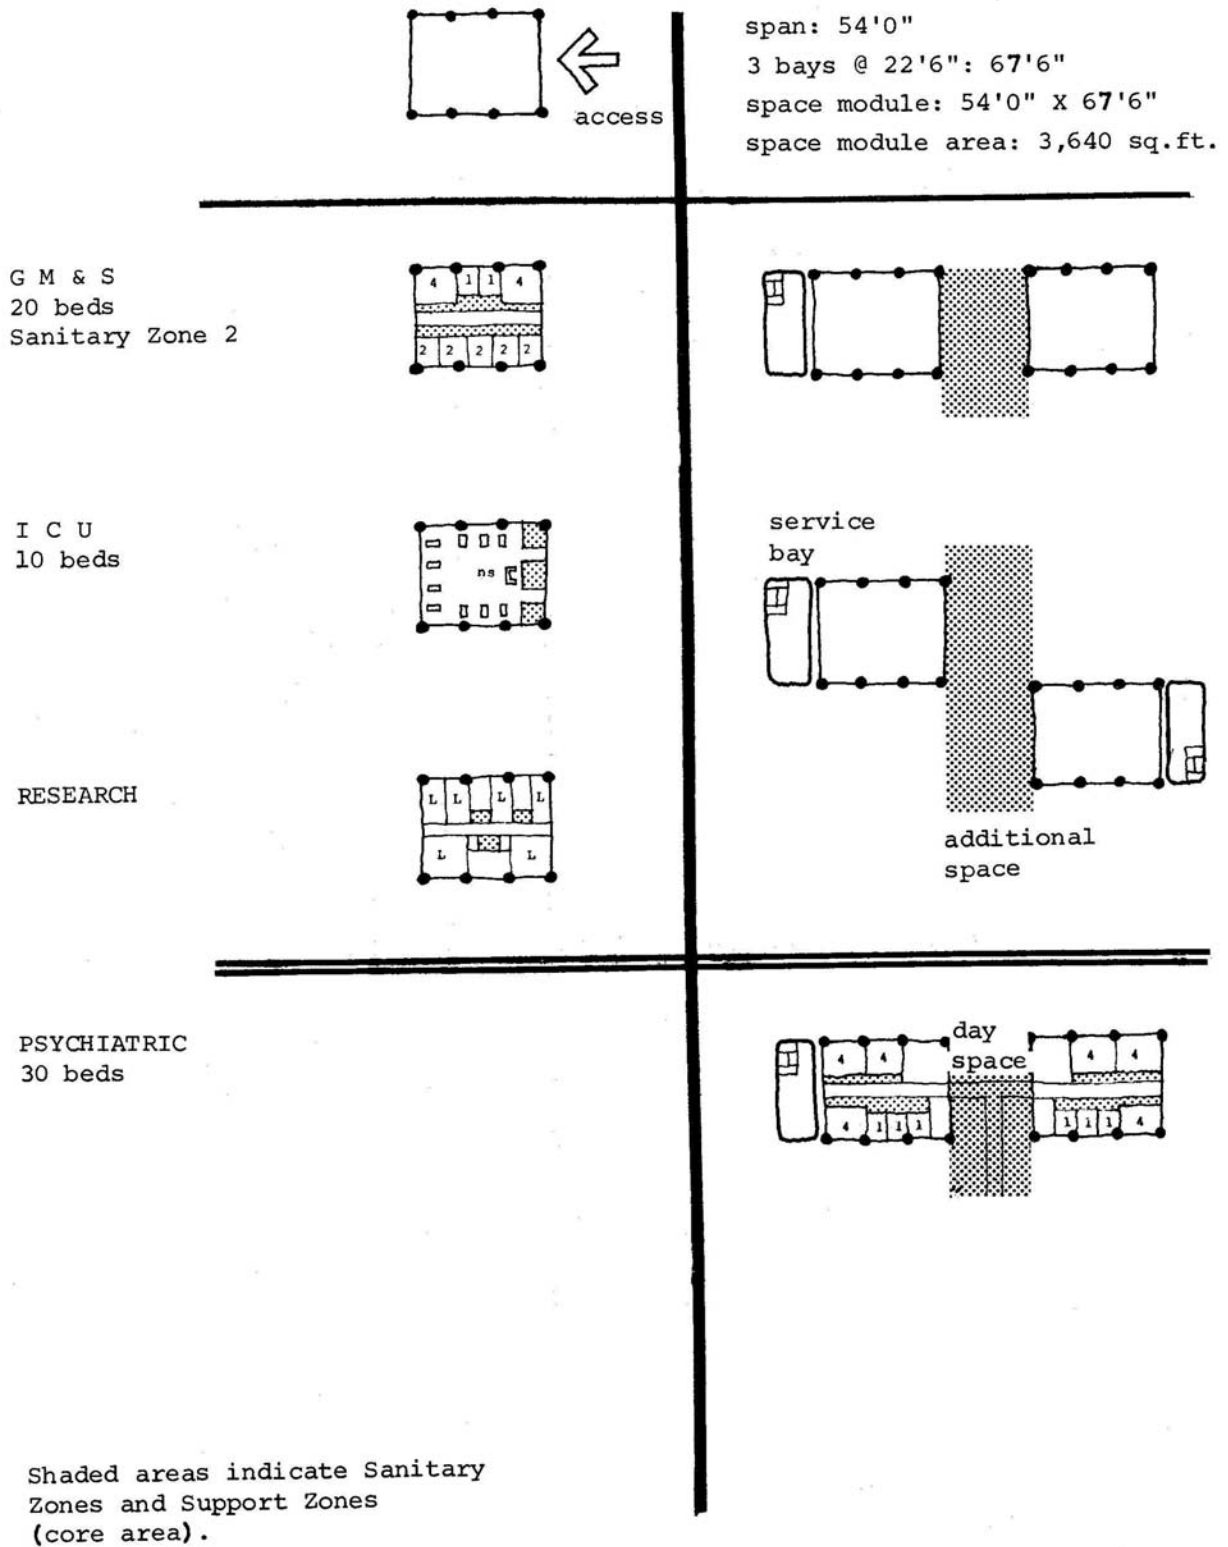 access
span: 54'0"
3 bays @ 22'6": 67'6"
space module: 54'0" X 67'6"
space module area: 3,640 sq.ft.
G M & S
20 beds
Sanitary Zone 2
4 1 1 4
2 2 2 2 2
I C U
10 beds
ns
service
bay
additional
space
RESEARCH
L L L L
L L
PSYCHIATRIC
30 beds
day
space
4 4 4 4
4 1 1 1 1 1 1 4
Shaded areas indicate Sanitary
Zones and Support Zones
(core area).